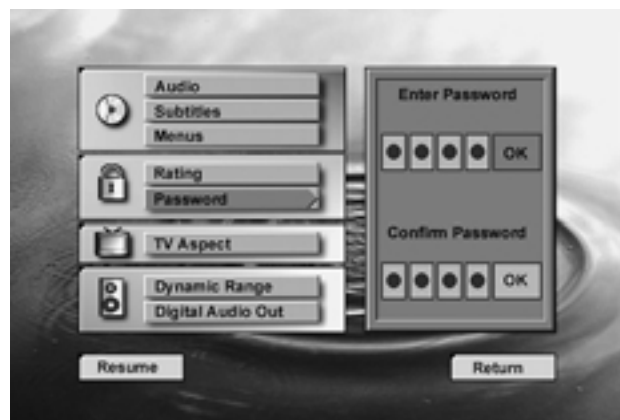 Audio
Subtitles
Menus
Rating
Password
TV Aspect
Dynamic Range
Digital Audio Out
Enter Password
OK
Confirm Password
OK
Resume
Return